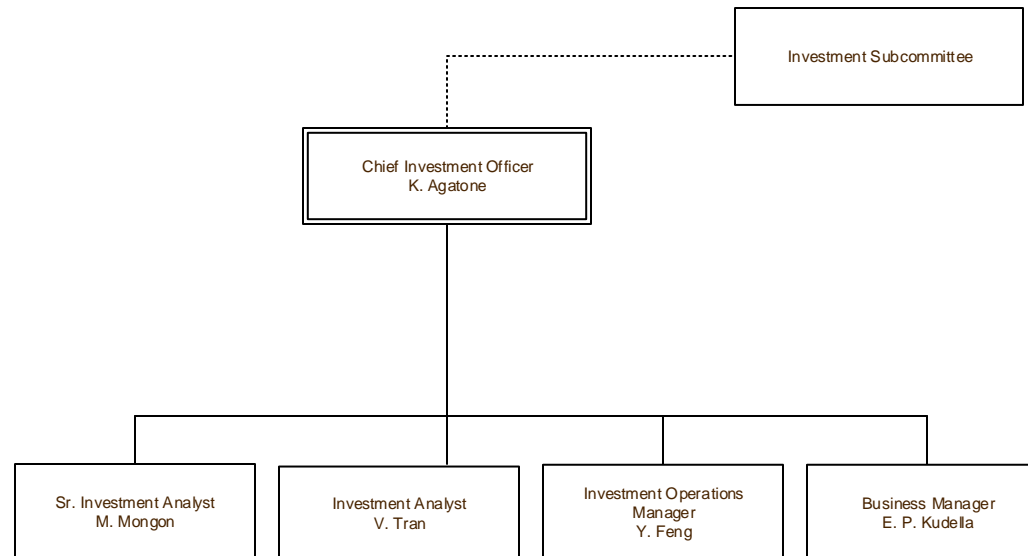 Investment Subcommittee
Chief Investment Officer
K. Agatone
Sr. Investment Analyst
M. Mongon
Investment Analyst
V. Tran
Investment Operations
Manager
Y. Feng
Business Manager
E. P. Kudella